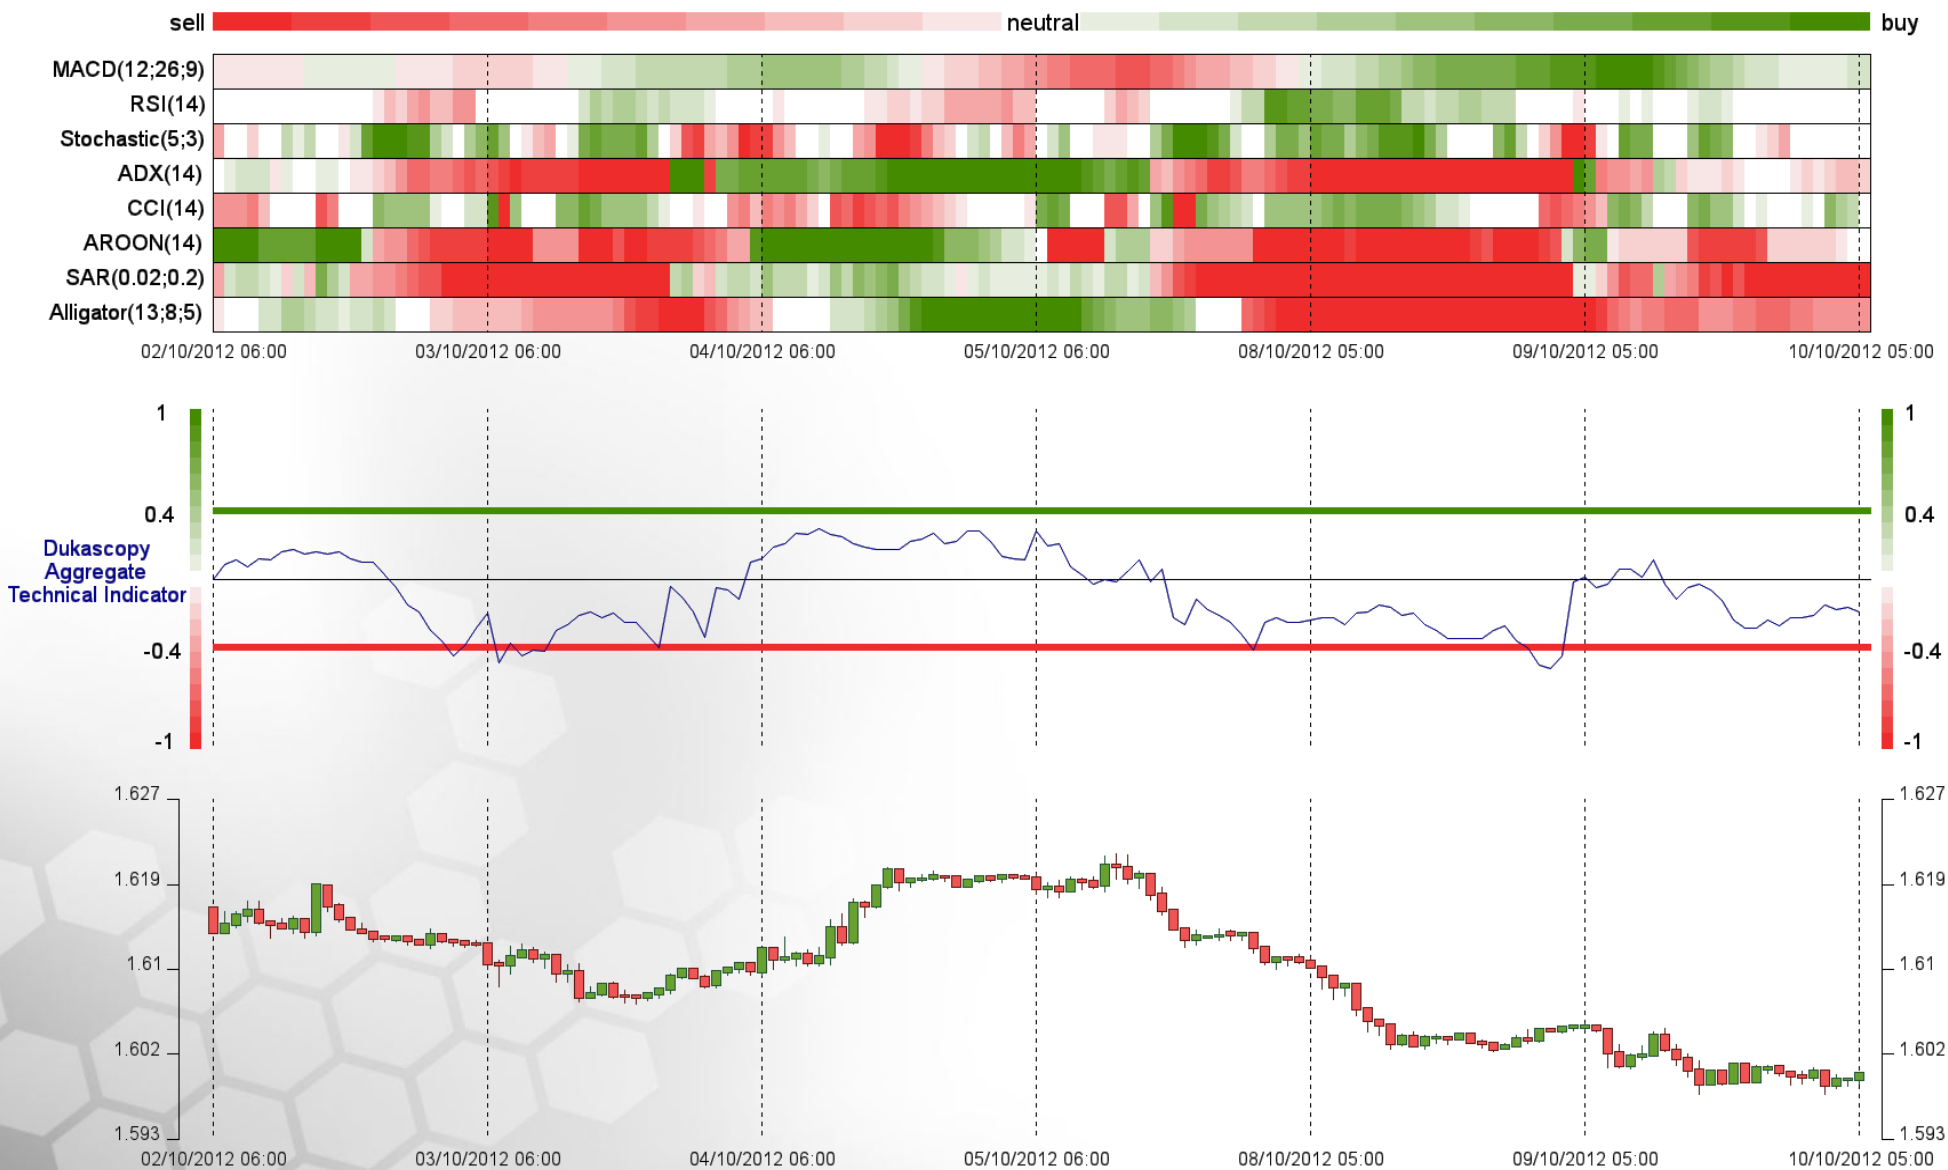 sell neutral buy
MACD(12;26;9)
RSI(14)
Stochastic(5;3)
ADX(14)
CCI(14)
AROON(14)
SAR(0.02;0.2)
Alligator(13;8;5)
02/10/2012 06:00 03/10/2012 06:00 04/10/2012 06:00 05/10/2012 06:00 08/10/2012 05:00 09/10/2012 05:00 10/10/2012 05:00
1 1
0.4 0.4
Dukascopy
Aggregate
Technical Indicator
-0.4 -0.4
-1 -1
1.627 1.627
1.619 1.619
1.61 1.61
1.602 1.602
1.593 1.593
02/10/2012 06:00 03/10/2012 06:00 04/10/2012 06:00 05/10/2012 06:00 08/10/2012 05:00 09/10/2012 05:00 10/10/2012 05:00